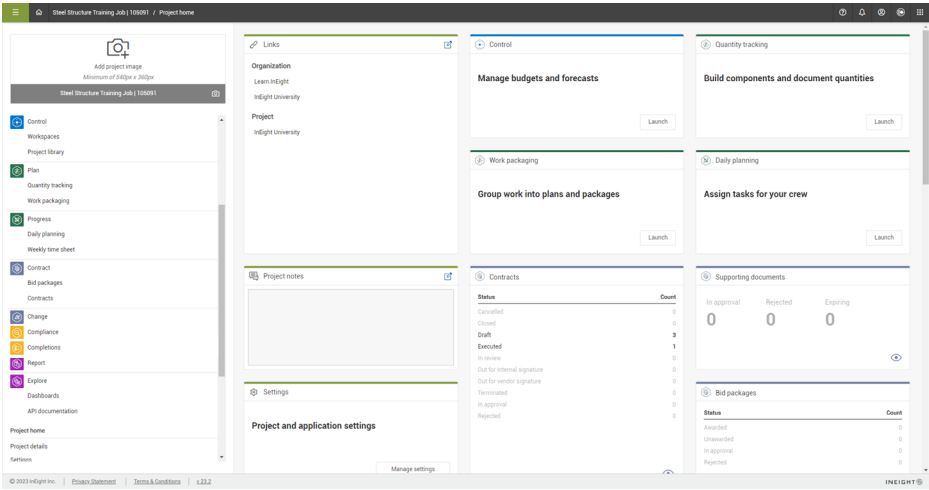 Steel Structure Training Job | 105091 / Project home
Add project image
Minimum of 540px x 360px
Steel Structure Training Job | 105091
Control
Workspaces
Project library
Plan
Quantity tracking
Work packaging
Progress
Daily planning
Weekly time sheet
Contract
Bid packages
Contracts
Change
Compliance
Completions
Report
Explore
Dashboards
API documentation
Project home
Project details
Settings
Links
Organization
Learn InEight
InEight University
Project
InEight University
Control
Manage budgets and forecasts
Launch
Quantity tracking
Build components and document quantities
Launch
Work packaging
Group work into plans and packages
Launch
Daily planning
Assign tasks for your crew
Launch
Project notes
Settings
Project and application settings
Manage settings
Contracts
Status Count
Cancelled 0
Closed 0
Draft 3
Executed 1
In review 0
Out for internal signature 0
Out for vendor signature 0
Terminated 0
In approval 0
Rejected 0
Supporting documents
In approval Rejected Expiring
0 0 0
Bid packages
Status Count
Awarded 0
Unawarded 0
In approval 0
Rejected 0
© 2023 InEight Inc. | Privacy Statement | Terms & Conditions | v 23.2
INEIGHT